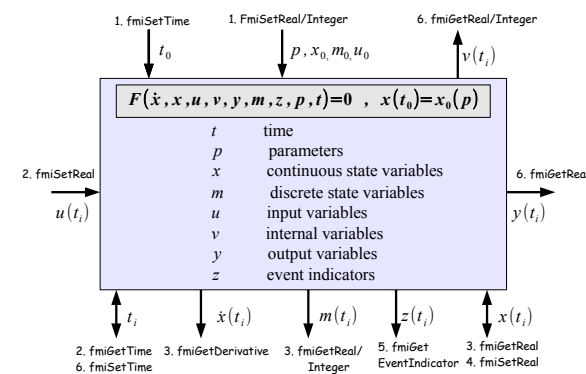 1. fmiSetTime
1. FmiSetReal/Integer
6. fmiGetReal/Integer
t₀
p , x₀, m₀, u₀
v(tᵢ)
F(ẋ , x ,u , v , y ,m , z , p ,t)=0 , x(t₀)=x₀(p)
t time
p parameters
x continuous state variables
m discrete state variables
u input variables
v internal variables
y output variables
z event indicators
2. fmiSetReal
u(tᵢ)
6. fmiGetRea
y(tᵢ)
tᵢ
ẋ(tᵢ)
m(tᵢ)
z(tᵢ)
x(tᵢ)
2. fmiGetTime
6. fmiSetTime
3. fmiGetDerivative
3. fmiGetReal/
Integer
5. fmiGet
EventIndicator
3. fmiGetReal
4. fmiSetReal